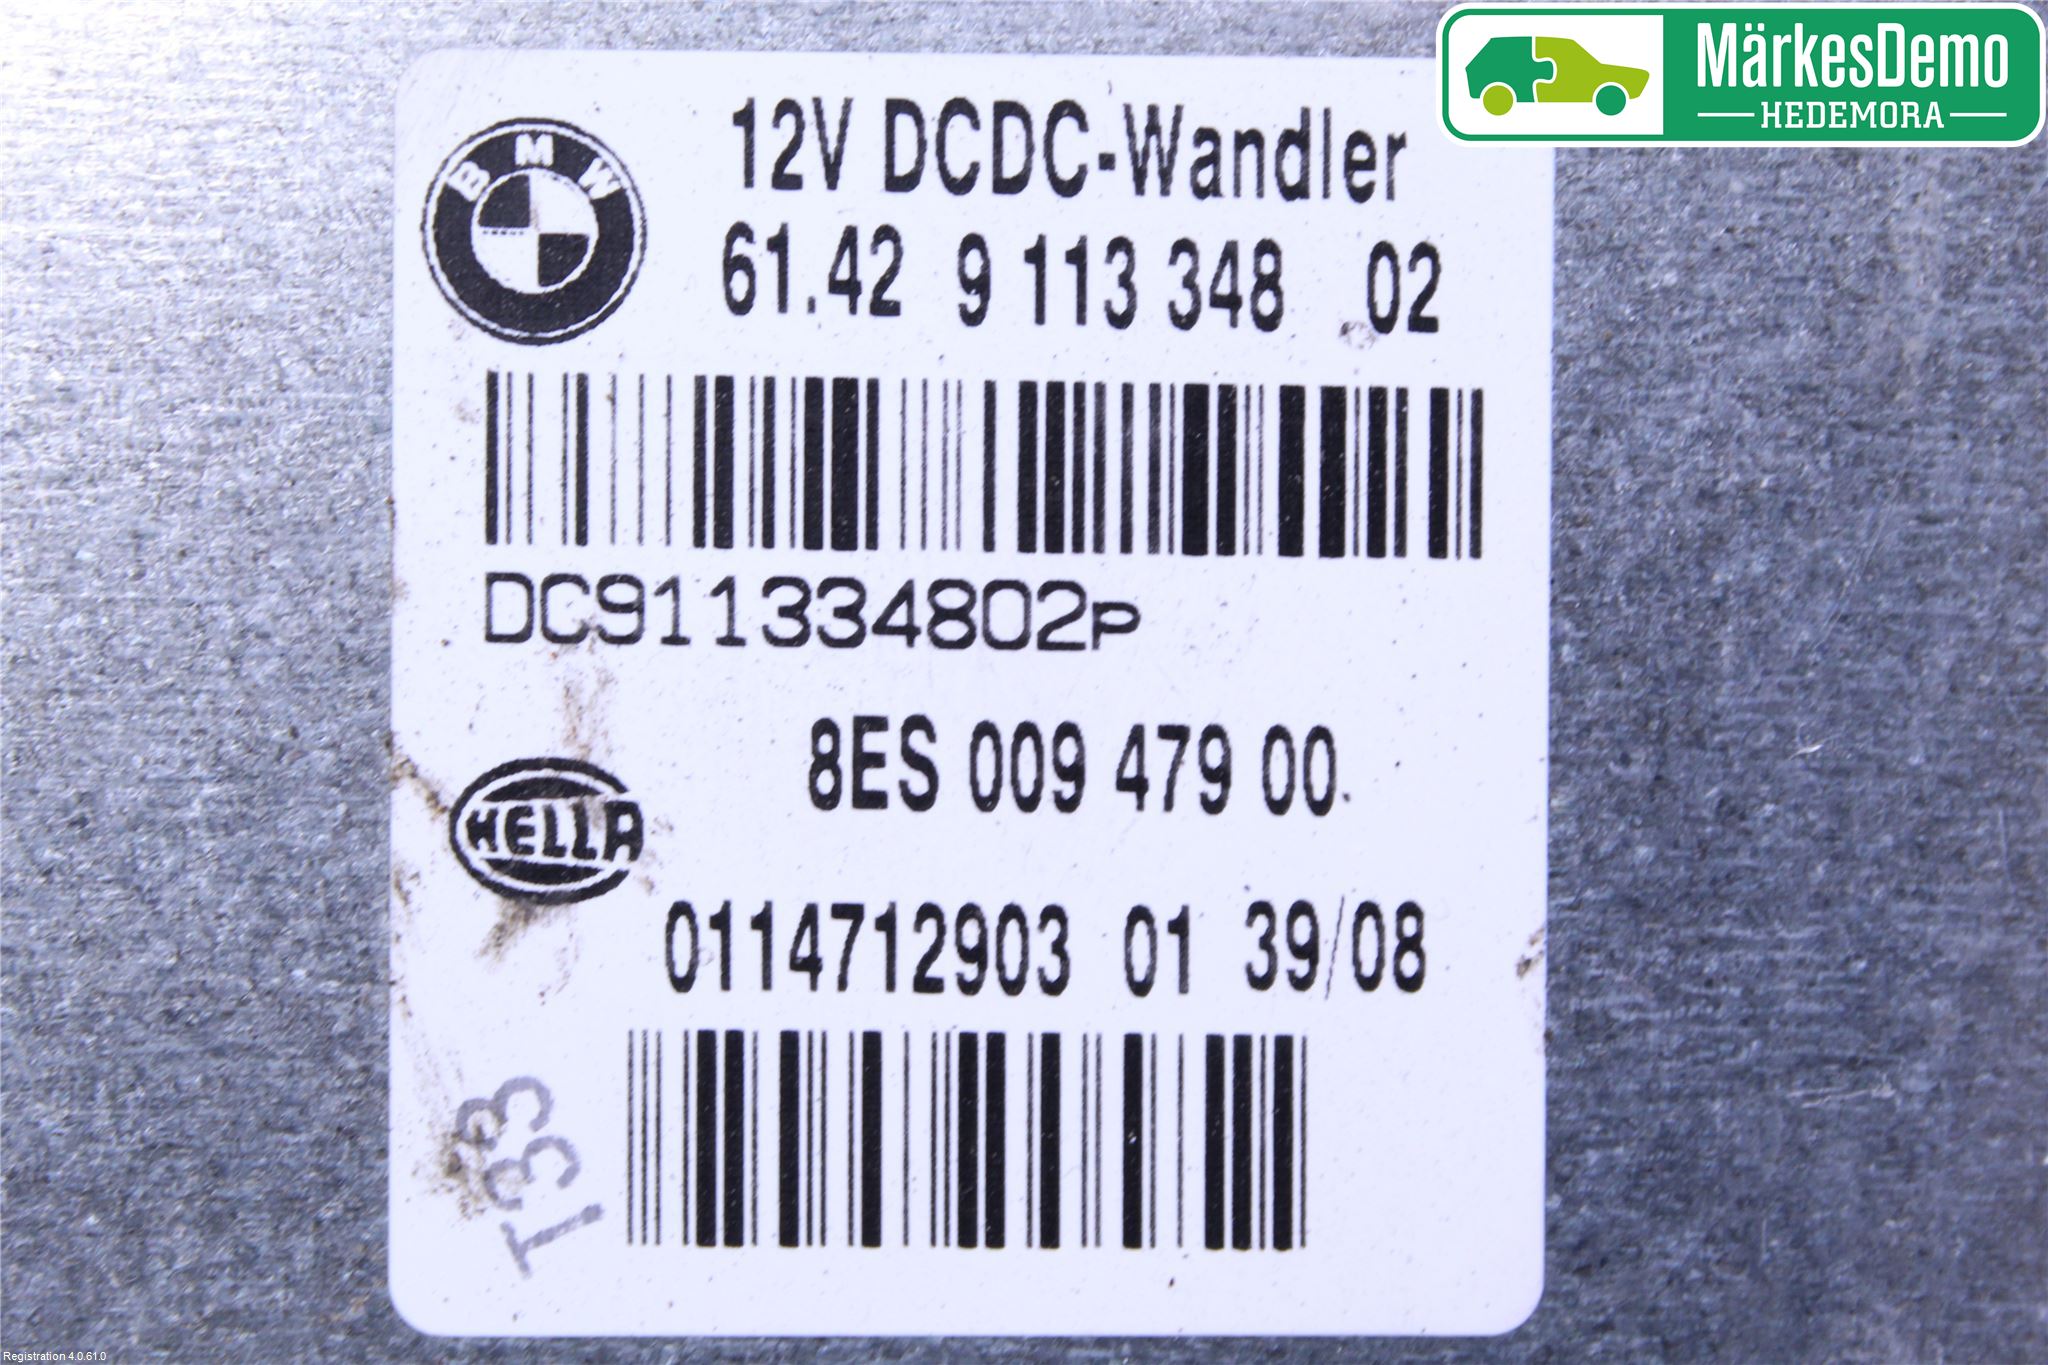 MärkesDemo
HEDEMORA
BMW
12V DCDC-Wandler
61.42 9 113 348 02
DC911334802P
8ES 009 479 00
HELLA
0114712903 01 39/08
T33
Registration 4.0.61.0